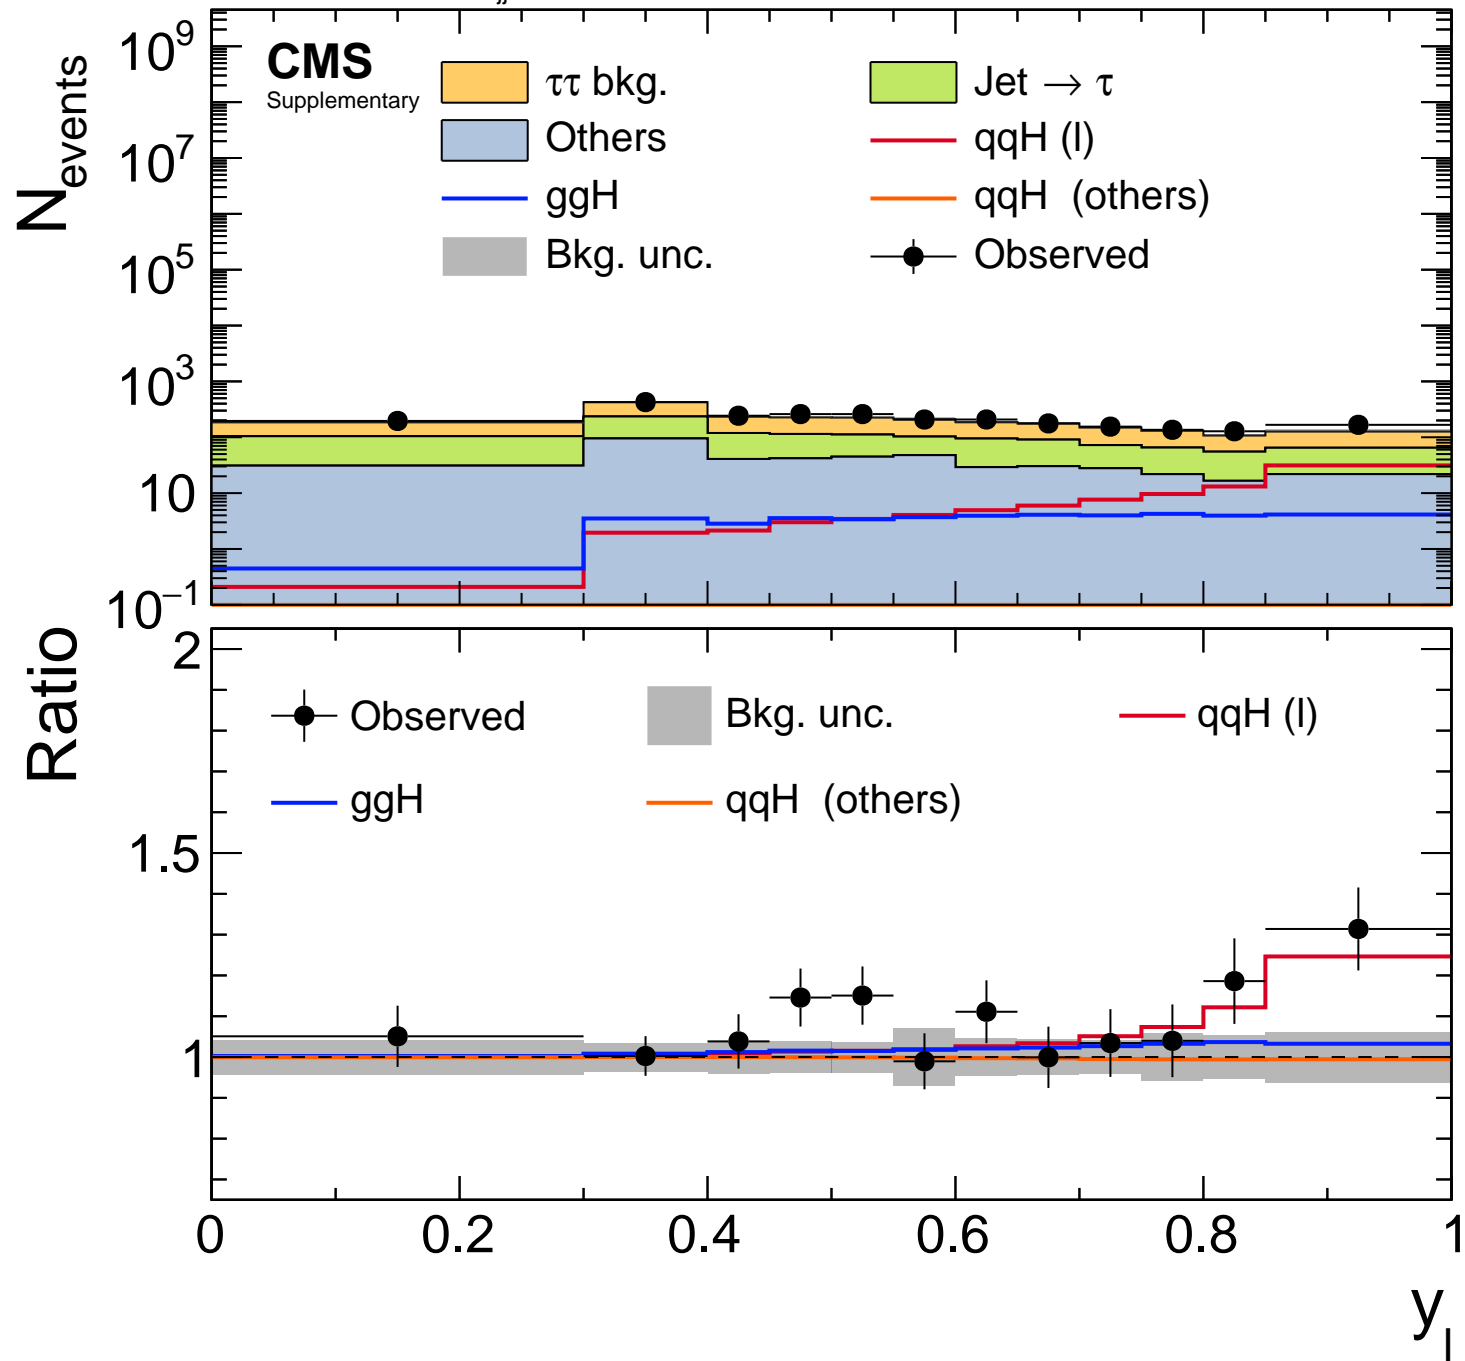 CMS
Supplementary
ττ bkg.
Jet → τ
Others
qqH (l)
ggH
qqH (others)
Bkg. unc.
Observed
N_events
10^9
10^7
10^5
10^3
10
10^−1
Ratio
2
1.5
1
Observed
Bkg. unc.
qqH (l)
ggH
qqH (others)
0 0.2 0.4 0.6 0.8 1
y_l